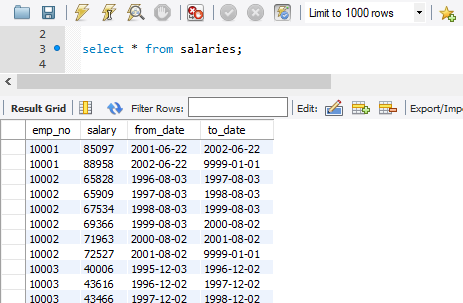 Limit to 1000 rows
2
3 select * from salaries;
4
Result Grid Filter Rows: Edit: Export/Imp
emp_no salary from_date to_date
10001 85097 2001-06-22 2002-06-22
10001 88958 2002-06-22 9999-01-01
10002 65828 1996-08-03 1997-08-03
10002 65909 1997-08-03 1998-08-03
10002 67534 1998-08-03 1999-08-03
10002 69366 1999-08-03 2000-08-02
10002 71963 2000-08-02 2001-08-02
10002 72527 2001-08-02 9999-01-01
10003 40006 1995-12-03 1996-12-02
10003 43616 1996-12-02 1997-12-02
10003 43466 1997-12-02 1998-12-02